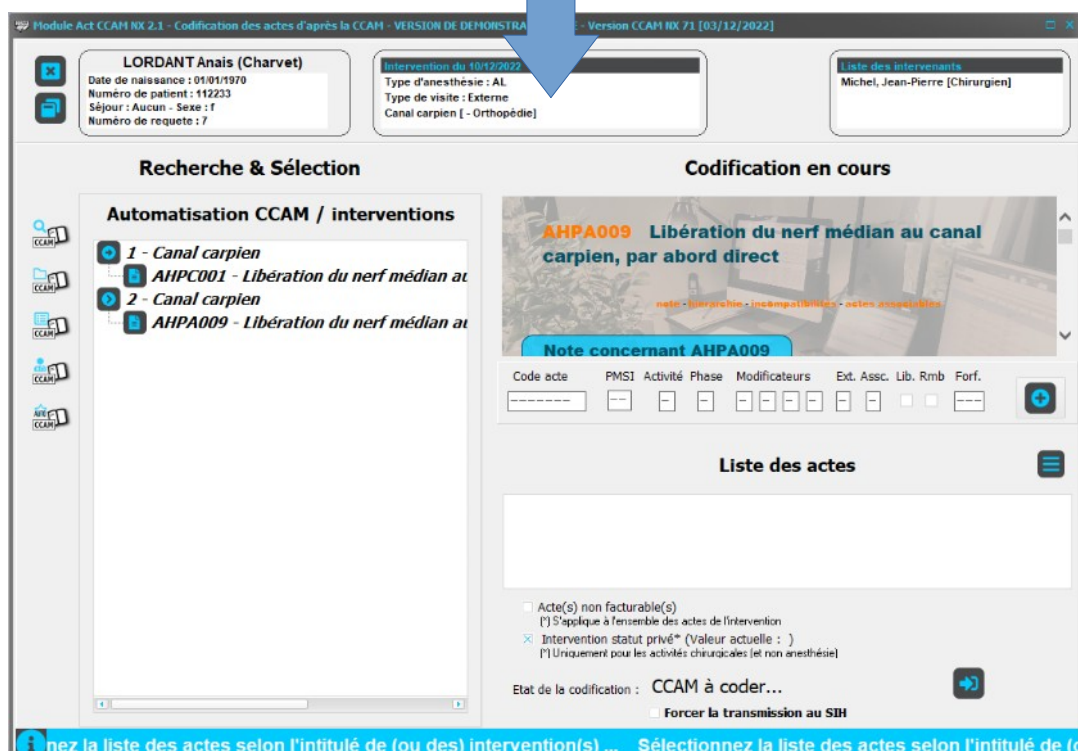 Module Act CCAM NX 2.1 - Codification des actes d'après la CCAM - VERSION DE DEMONSTRA - Version CCAM NX 71 [03/12/2022]
LORDANT Anais (Charvet)
Date de naissance : 01/01/1970
Numéro de patient : 112233
Séjour : Aucun - Sexe : f
Numéro de requete : 7
Intervention du 10/12/2022
Type d'anesthésie : AL
Type de visite : Externe
Canal carpien [ - Orthopédie]
Liste des intervenants
Michel, Jean-Pierre [Chirurgien]
Recherche & Sélection
Automatisation CCAM / interventions
CCAM
CCAM
CCAM
CCAM
CCAM
1 - Canal carpien
AHPC001 - Libération du nerf médian au
2 - Canal carpien
AHPA009 - Libération du nerf médian au
Codification en cours
AHPA009 Libération du nerf médian au canal
carpien, par abord direct
note - hierarchie - incompatibilités - actes associables
Note concernant AHPA009
Code acte PMSI Activité Phase Modificateurs Ext. Assc. Lib. Rmb Forf.
Liste des actes
Acte(s) non facturable(s)
(*) S'applique à l'ensemble des actes de l'intervention
Intervention statut privé* (Valeur actuelle : )
(*) Uniquement pour les activités chirurgicales (et non anesthésie)
Etat de la codification : CCAM à coder...
Forcer la transmission au SIH
nez la liste des actes selon l'intitulé de (ou des) intervention(s) ... Sélectionnez la liste des actes selon l'intitulé de (